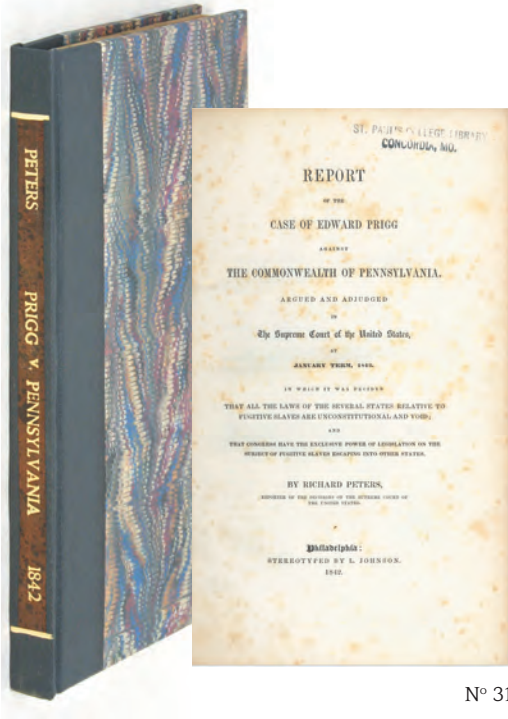 PETERS PRIGG v. PENNSYLVANIA 1842
ST. PAUL'S COLLEGE LIBRARY
CONCORDIA, MO.
REPORT
OF THE
CASE OF EDWARD PRIGG
AGAINST
THE COMMONWEALTH OF PENNSYLVANIA.
ARGUED AND ADJUDGED
IN
The Supreme Court of the United States,
AT
JANUARY TERM, 1842.
IN WHICH IT WAS DECIDED
THAT ALL THE LAWS OF THE SEVERAL STATES RELATIVE TO
FUGITIVE SLAVES ARE UNCONSTITUTIONAL AND VOID;
AND
THAT CONGRESS HAVE THE EXCLUSIVE POWER OF LEGISLATION ON THE
SUBJECT OF FUGITIVE SLAVES ESCAPING INTO OTHER STATES.
BY RICHARD PETERS,
REPORTER OF THE DECISIONS OF THE SUPREME COURT OF
THE UNITED STATES.
Philadelphia:
STEREOTYPED BY L. JOHNSON.
1842.
Nº 31